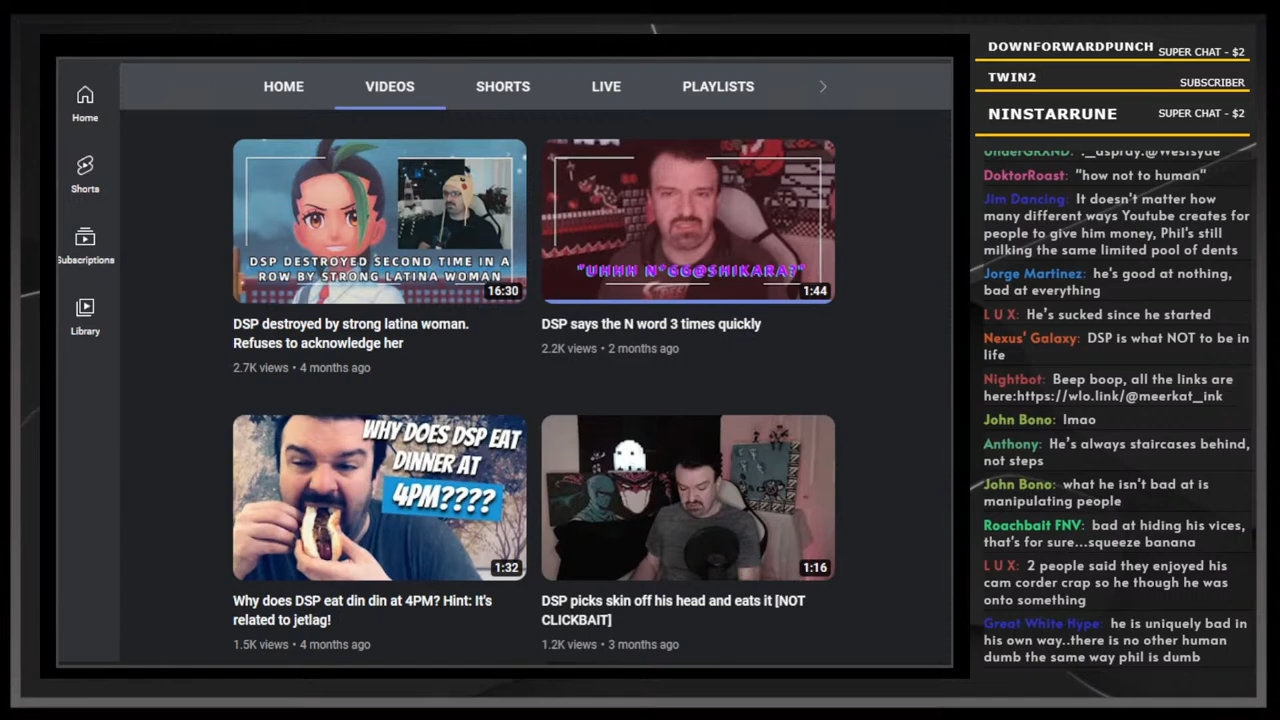 HOME
VIDEOS
SHORTS
LIVE
PLAYLISTS
Home
Shorts
Subscriptions
Library
DSP DESTROYED SECOND TIME IN A
ROW BY STRONG LATINA WOMAN
16:30
DSP destroyed by strong latina woman.
Refuses to acknowledge her
2.7K views • 4 months ago
"UHHH N*GG@SHIKARA?"
1:44
DSP says the N word 3 times quickly
2.2K views • 2 months ago
WHY DOES DSP EAT
DINNER AT
4PM????
1:32
Why does DSP eat din din at 4PM? Hint: It's
related to jetlag!
1.5K views • 4 months ago
1:16
DSP picks skin off his head and eats it [NOT
CLICKBAIT]
1.2K views • 3 months ago
DOWNFORWARDPUNCH SUPER CHAT - $2
TWIN2 SUBSCRIBER
NINSTARRUNE SUPER CHAT - $2
DoktorRoast: "how not to human"
Jim Dancing: It doesn't matter how
many different ways Youtube creates for
people to give him money, Phil's still
milking the same limited pool of dents
Jorge Martinez: he's good at nothing,
bad at everything
L U X: He's sucked since he started
Nexus' Galaxy: DSP is what NOT to be in
life
Nightbot: Beep boop, all the links are
here:https://wlo.link/@meerkat_ink
John Bono: lmao
Anthony: He's always staircases behind,
not steps
John Bono: what he isn't bad at is
manipulating people
Roachbait FNV: bad at hiding his vices,
that's for sure...squeeze banana
L U X: 2 people said they enjoyed his
cam corder crap so he though he was
onto something
Great White Hype: he is uniquely bad in
his own way..there is no other human
dumb the same way phil is dumb